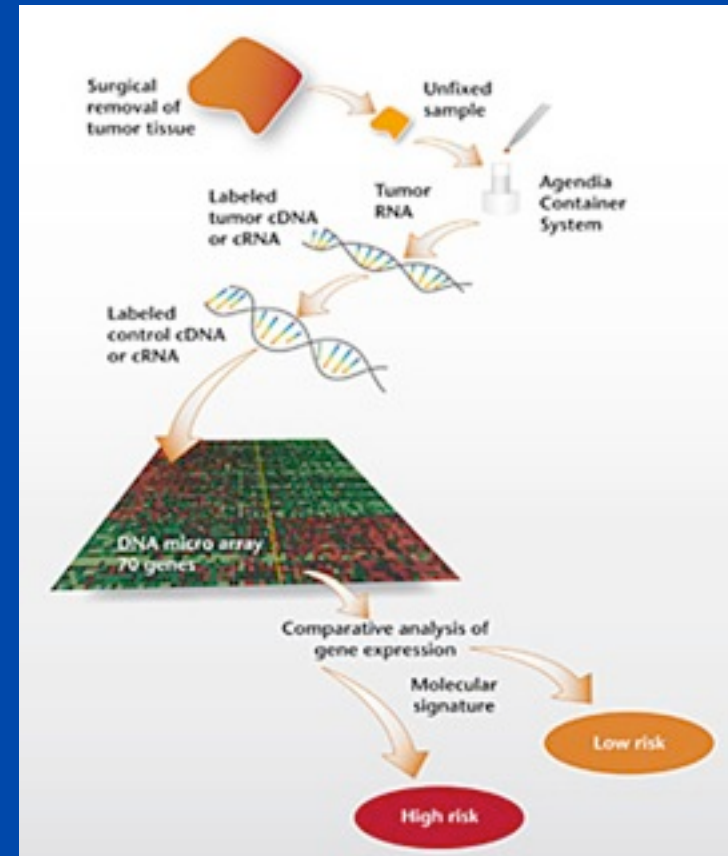 Surgical
removal of
tumor tissue
Unfixed
sample
Agendia
Container
System
Tumor
RNA
Labeled
tumor cDNA
or cRNA
Labeled
control cDNA
or cRNA
DNA micro array
70 genes
Comparative analysis of
gene expression
Molecular
signature
Low risk
High risk